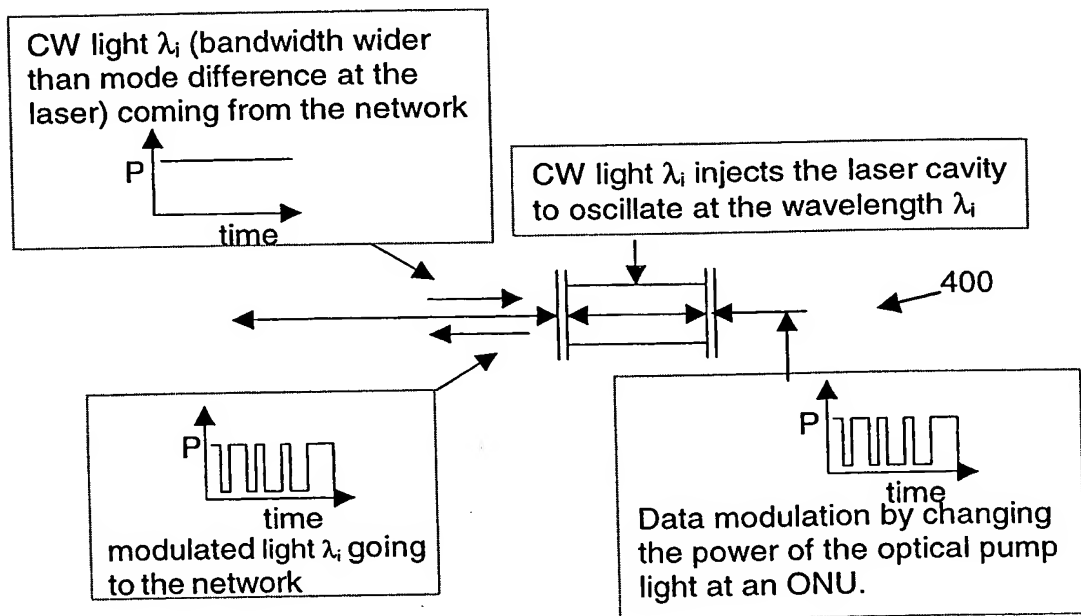 CW light λi (bandwidth wider
than mode difference at the
laser) coming from the network
P
time
CW light λi injects the laser cavity
to oscillate at the wavelength λi
400
P
time
modulated light λi going
to the network
P
time
Data modulation by changing
the power of the optical pump
light at an ONU.